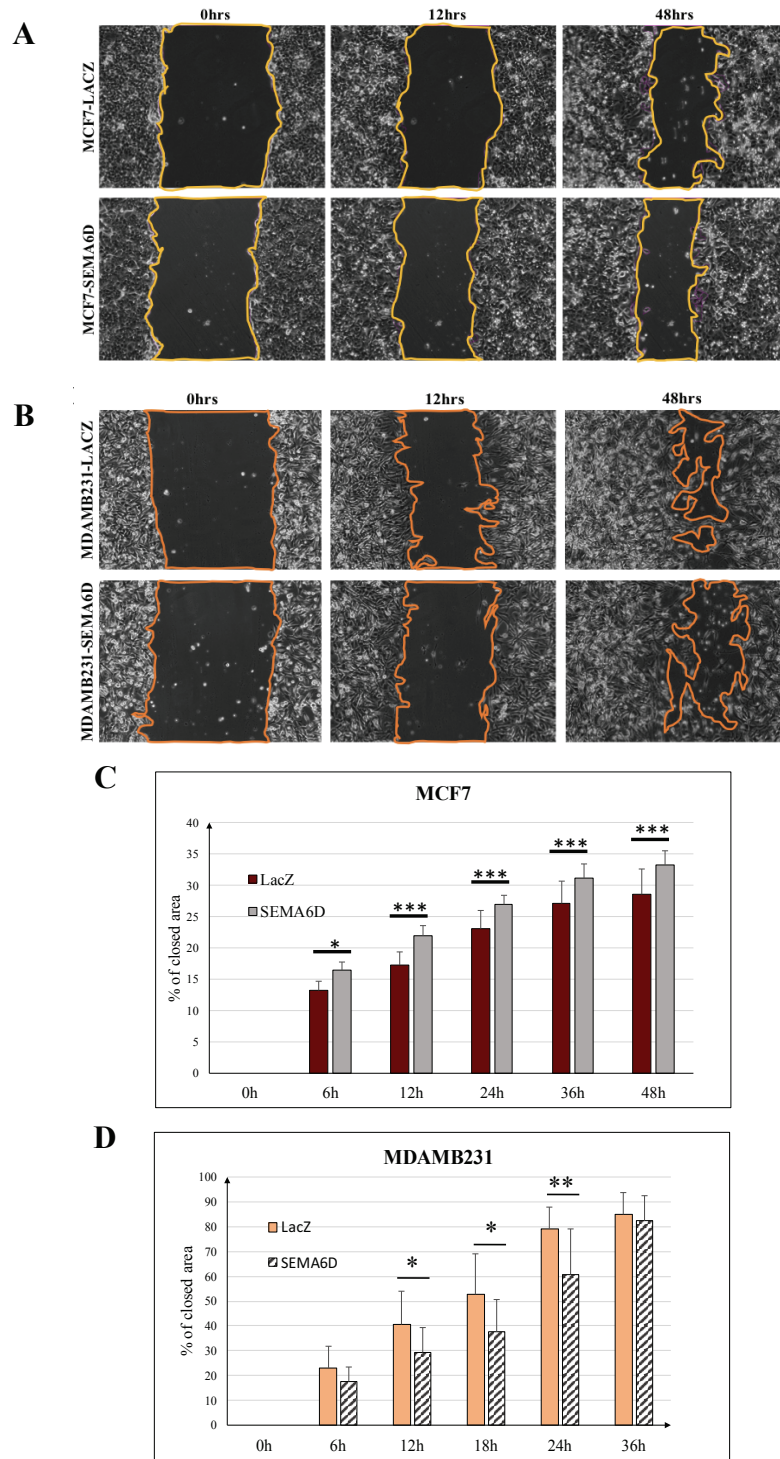 A
0hrs 12hrs 48hrs
MCF7-LACZ
MCF7-SEMA6D
B
0hrs 12hrs 48hrs
MDAMB231-LACZ
MDAMB231-SEMA6D
C
MCF7
% of closed area
40
35
30
25
20
15
10
5
0
LacZ
SEMA6D
*
***
***
***
***
0h 6h 12h 24h 36h 48h
D
MDAMB231
% of closed area
100
90
80
70
60
50
40
30
20
10
0
LacZ
SEMA6D
*
*
**
0h 6h 12h 18h 24h 36h